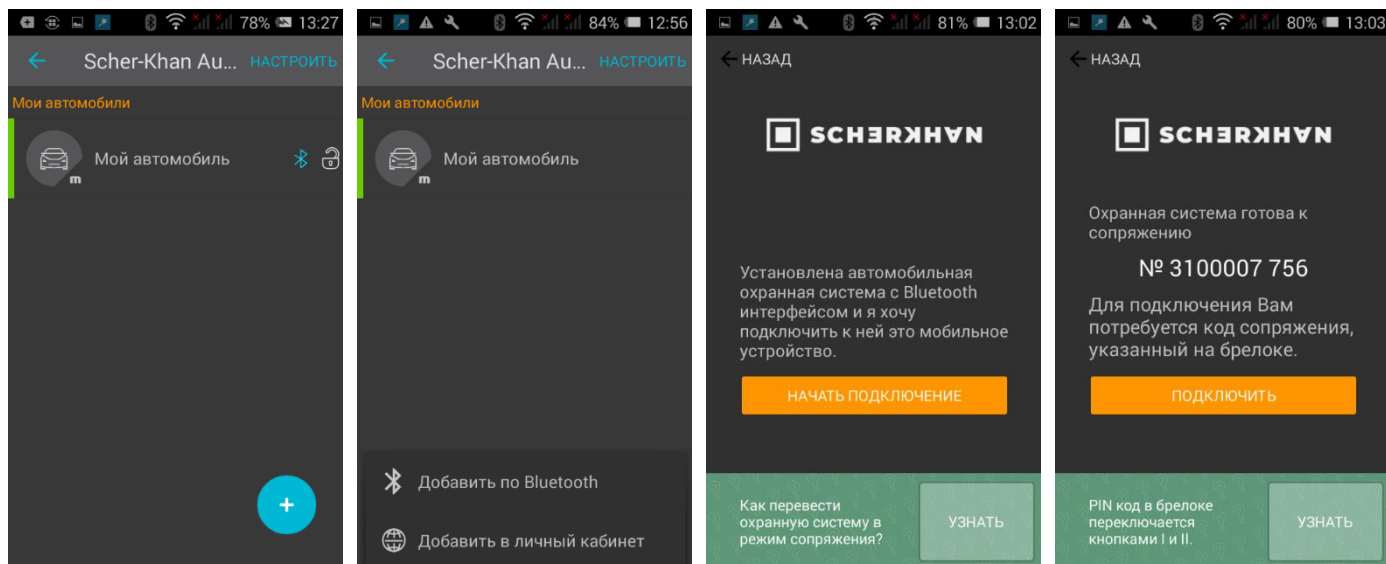 78% 13:27
Scher-Khan Au... НАСТРОИТЬ
Мои автомобили
Мой автомобиль
m
+
84% 12:56
Scher-Khan Au... НАСТРОИТЬ
Мои автомобили
Мой автомобиль
m
Добавить по Bluetooth
Добавить в личный кабинет
81% 13:02
НАЗАД
SCHERKHAN
Установлена автомобильная
охранная система с Bluetooth
интерфейсом и я хочу
подключить к ней это мобильное
устройство.
НАЧАТЬ ПОДКЛЮЧЕНИЕ
Как перевести
охранную систему в
режим сопряжения?
УЗНАТЬ
80% 13:03
НАЗАД
SCHERKHAN
Охранная система готова к
сопряжению
№ 3100007 756
Для подключения Вам
потребуется код сопряжения,
указанный на брелоке.
ПОДКЛЮЧИТЬ
PIN код в брелоке
переключается
кнопками I и II.
УЗНАТЬ